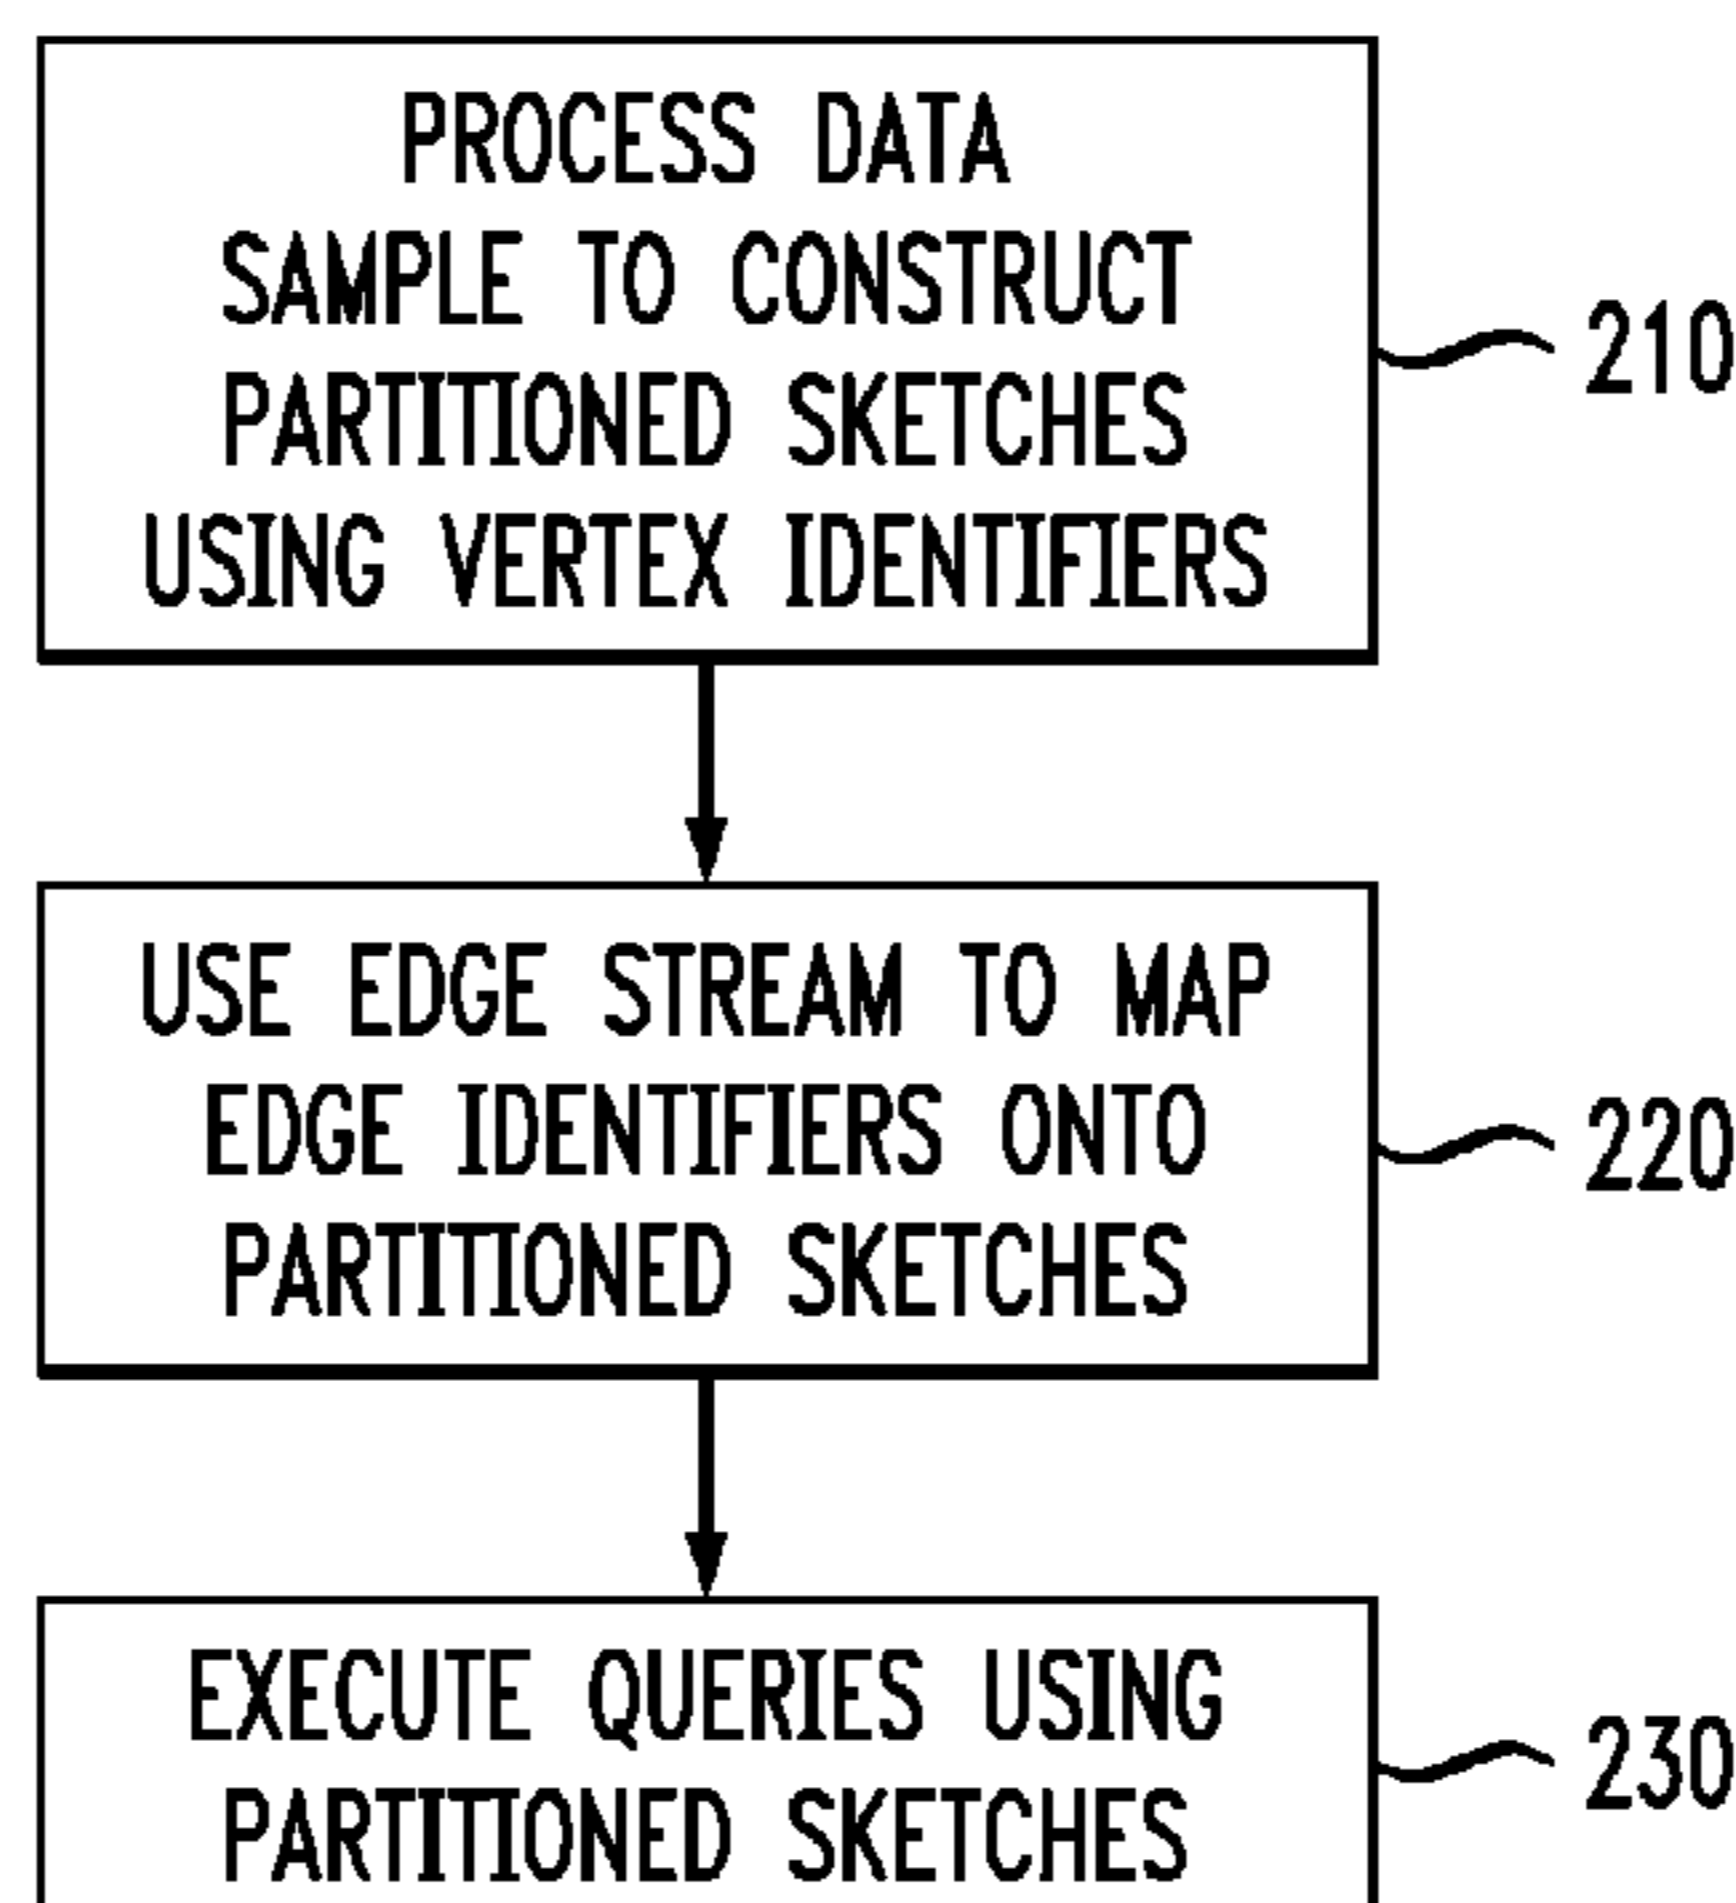 PROCESS DATA
SAMPLE TO CONSTRUCT
PARTITIONED SKETCHES
USING VERTEX IDENTIFIERS
210
USE EDGE STREAM TO MAP
EDGE IDENTIFIERS ONTO
PARTITIONED SKETCHES
220
EXECUTE QUERIES USING
PARTITIONED SKETCHES
230